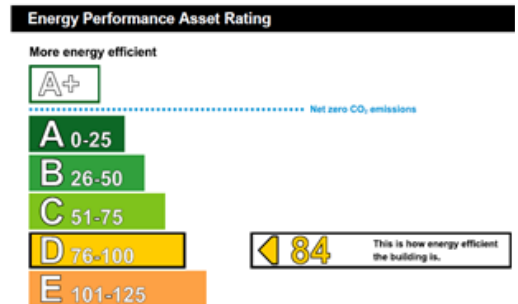 Energy Performance Asset Rating
More energy efficient
A+
Net zero CO₂ emissions
A 0-25
B 26-50
C 51-75
D 76-100
84
This is how energy efficient
the building is.
E 101-125